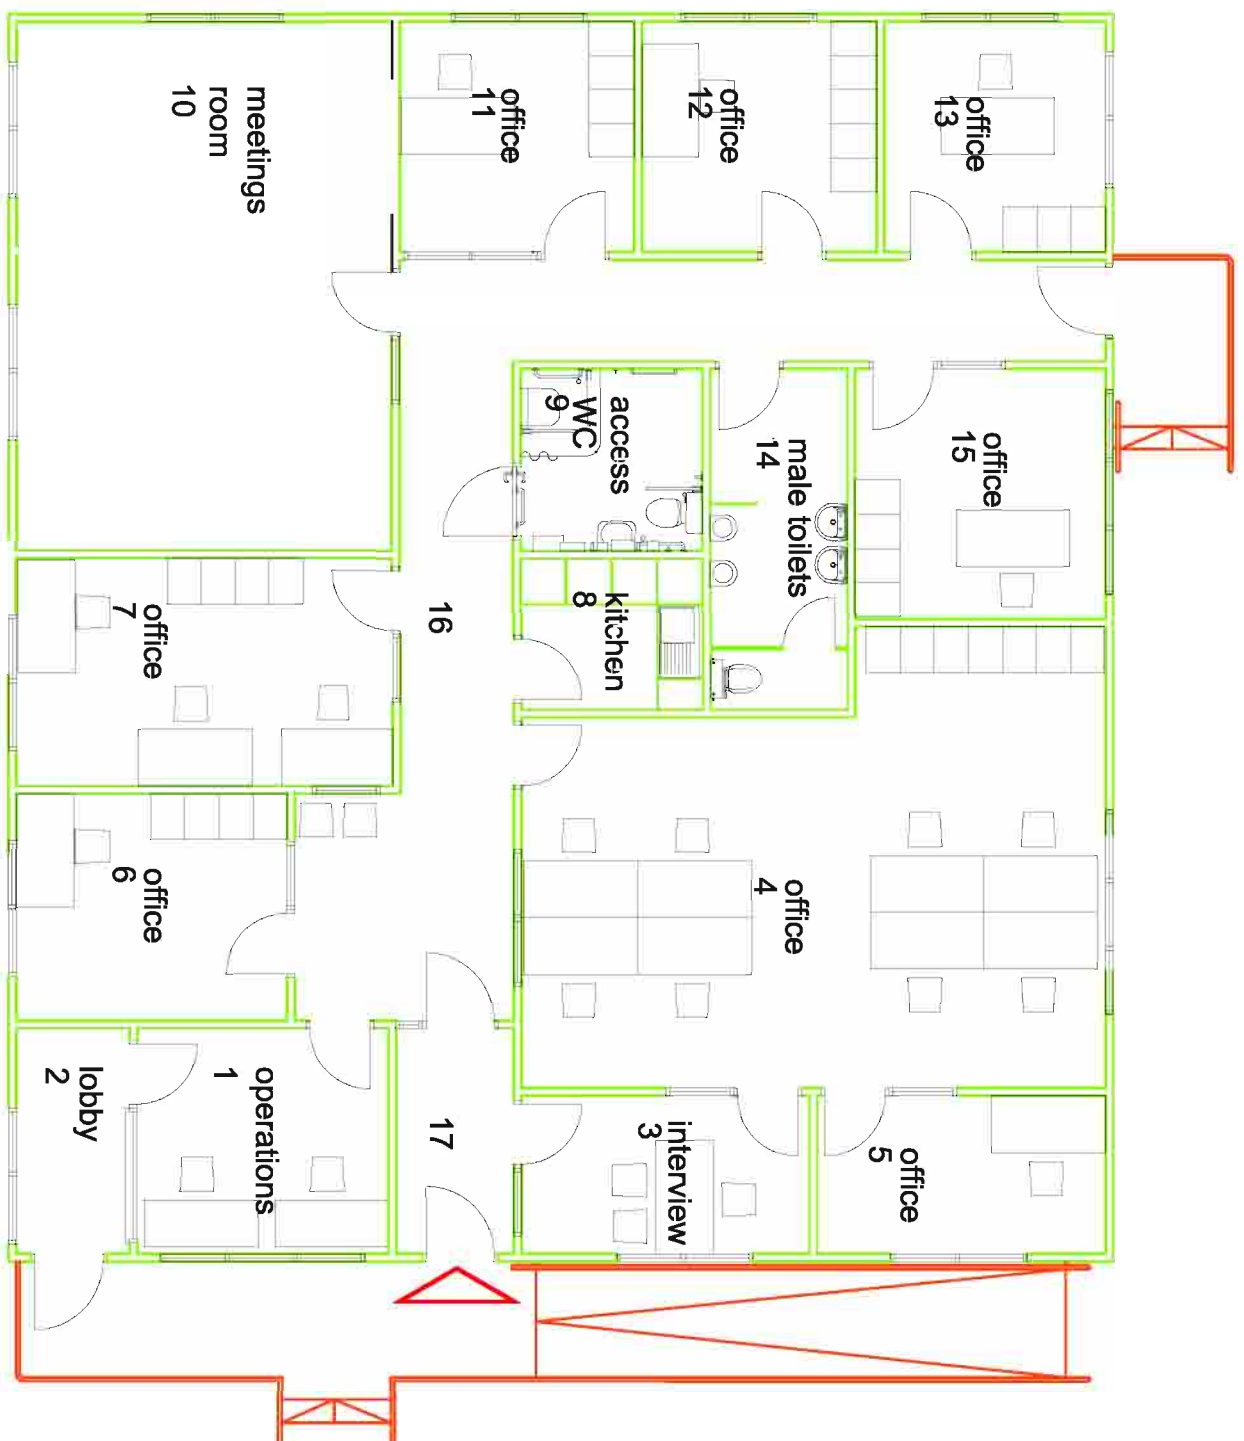 meetings
room
10
office
11
office
12
office
13
access
WC
9
male toilets
14
office
15
office
7
16
kitchen
8
office
6
office
4
lobby
2
operations
1
17
interview
3
office
5